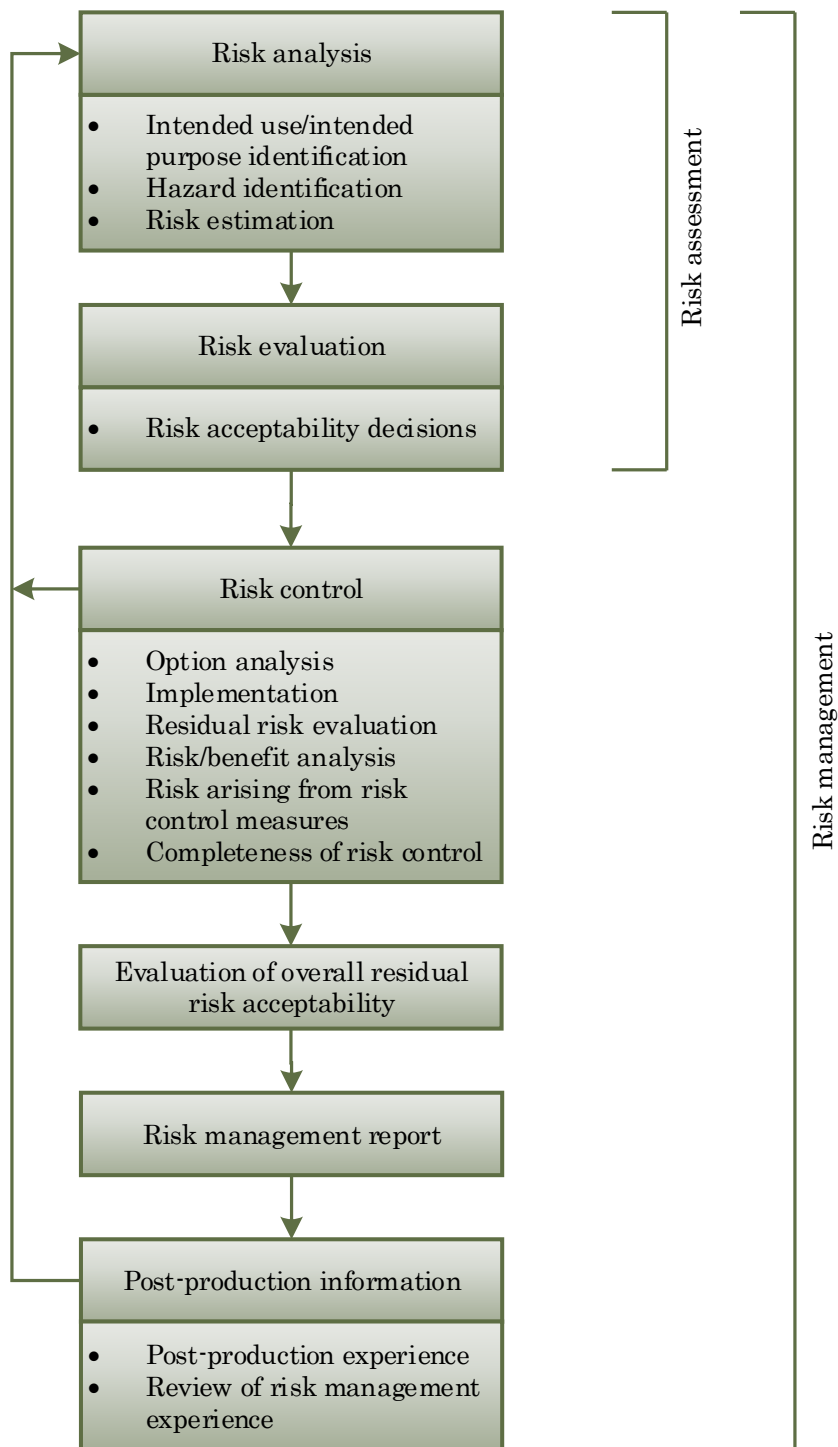 Risk analysis
• Intended use/intended
purpose identification
• Hazard identification
• Risk estimation
Risk evaluation
• Risk acceptability decisions
Risk control
• Option analysis
• Implementation
• Residual risk evaluation
• Risk/benefit analysis
• Risk arising from risk
control measures
• Completeness of risk control
Evaluation of overall residual
risk acceptability
Risk management report
Post-production information
• Post-production experience
• Review of risk management
experience
Risk assessment
Risk management